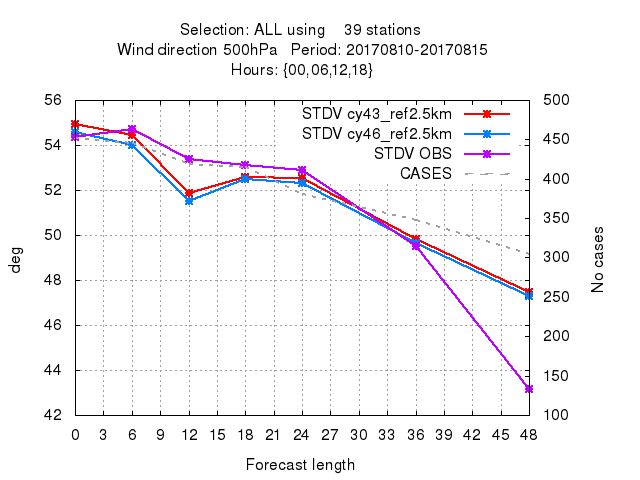 Selection: ALL using    39 stations
Wind direction 500hPa   Period: 20170810-20170815
Hours: {00,06,12,18}
56 500
STDV cy43_ref2.5km
54 450
STDV cy46_ref2.5km
STDV OBS
52 400
CASES
50 350
48 300
46 250
44 200
42 150
100
deg
No cases
0 3 6 9 12 15 18 21 24 27 30 33 36 39 42 45 48
Forecast length